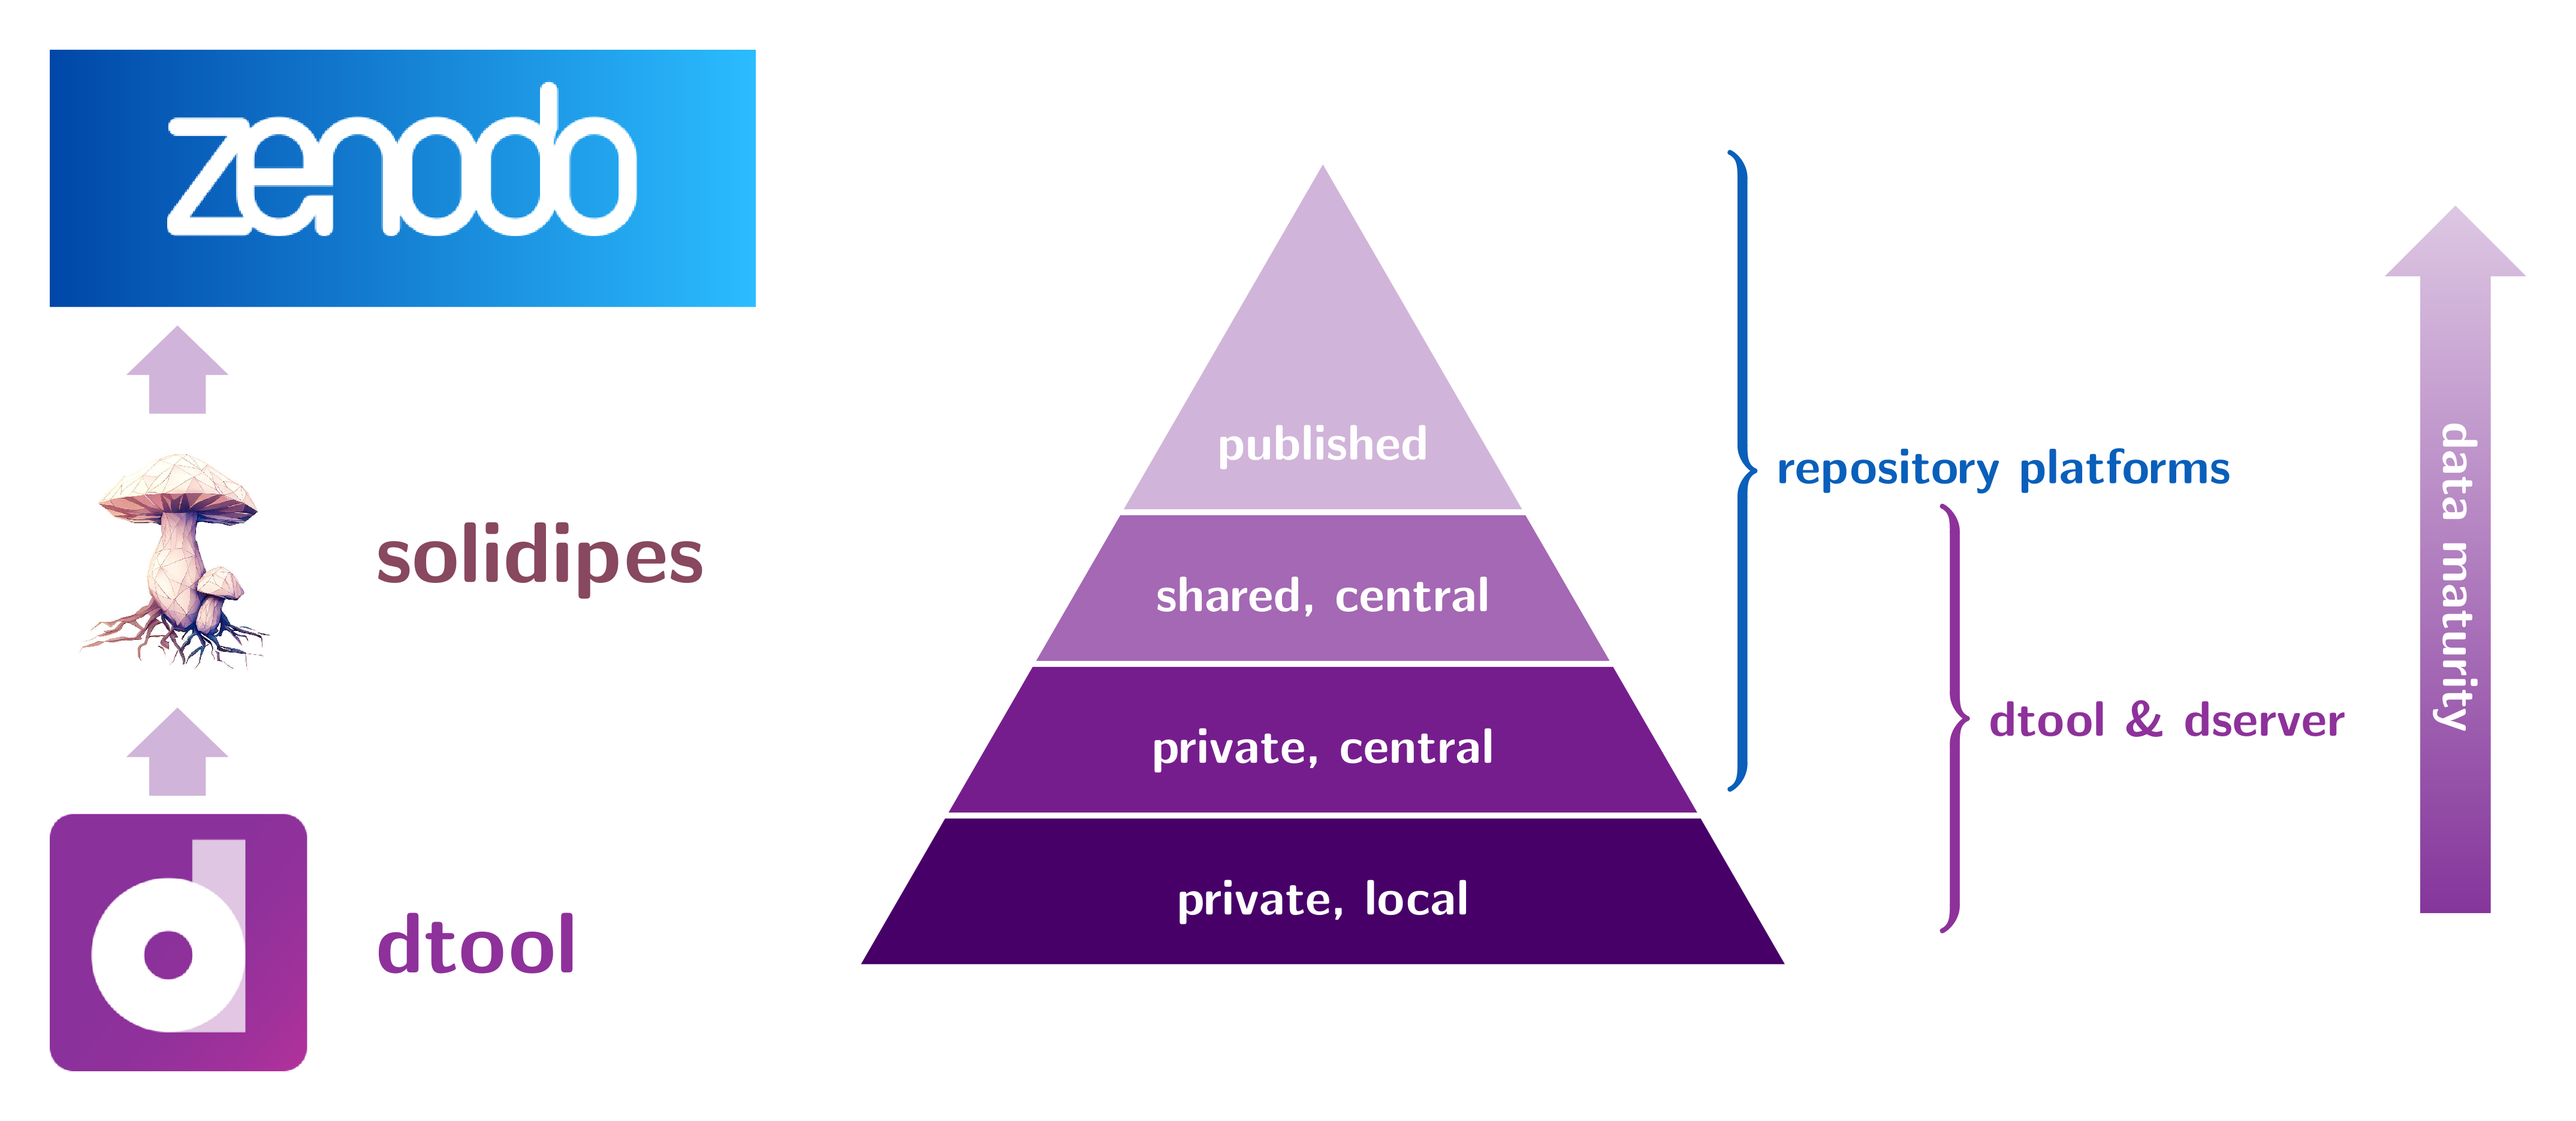 zenodo
solidipes
dtool
published
shared, central
private, central
private, local
repository platforms
dtool & dserver
data maturity